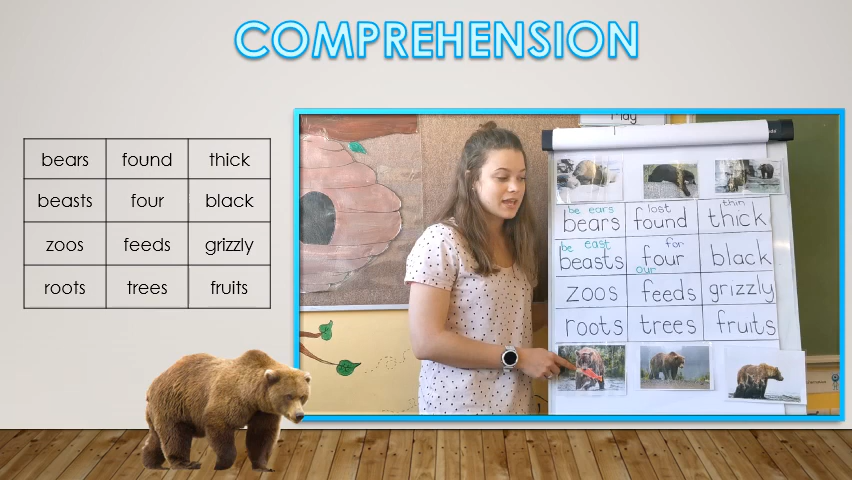 COMPREHENSION
bears found thick
beasts four black
zoos feeds grizzly
roots trees fruits
May
be ears lost thin
bears found thick
be east for
beasts four black
our
zoos feeds grizzly
roots trees fruits